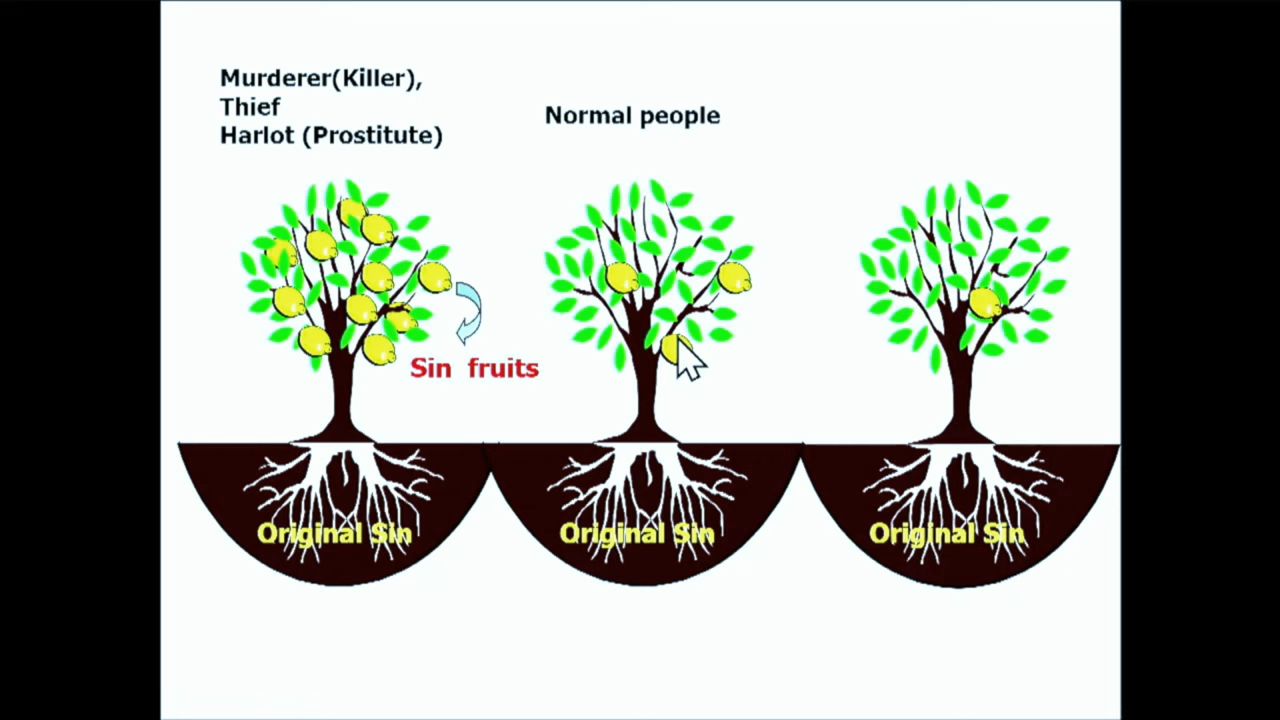 Murderer(Killer),
Thief
Harlot (Prostitute)
Normal people
Sin fruits
Original Sin
Original Sin
Original Sin